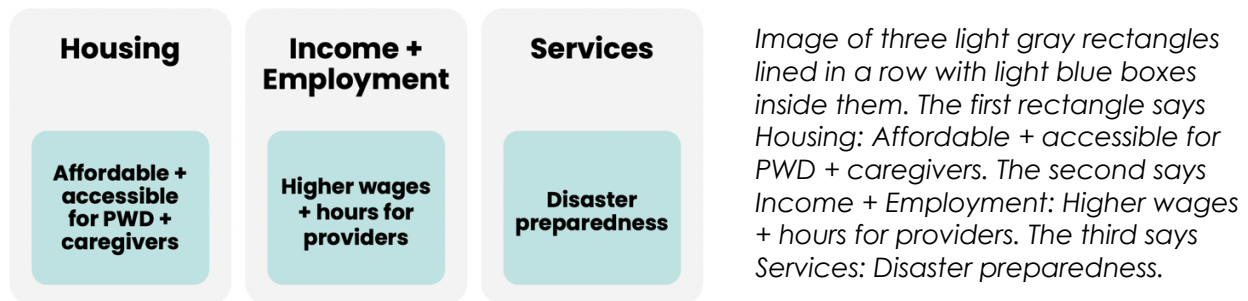 Housing
Affordable +
accessible
for PWD +
caregivers
Income +
Employment
Higher wages
+ hours for
providers
Services
Disaster
preparedness
Image of three light gray rectangles
lined in a row with light blue boxes
inside them. The first rectangle says
Housing: Affordable + accessible for
PWD + caregivers. The second says
Income + Employment: Higher wages
+ hours for providers. The third says
Services: Disaster preparedness.